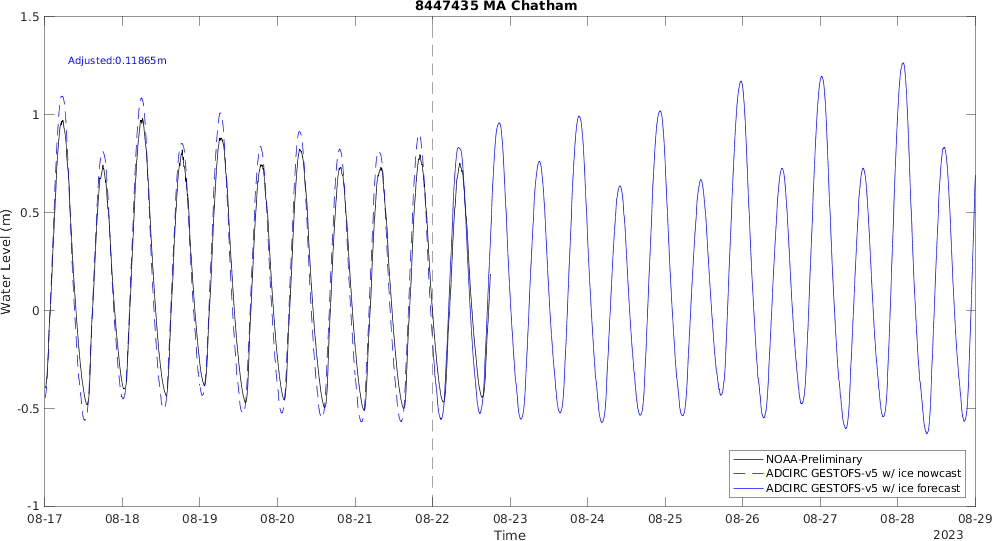 8447435 MA Chatham
1.5
Adjusted:0.11865m
1
0.5
0
-0.5
-1
Water Level (m)
NOAA-Preliminary
ADCIRC GESTOFS-v5 w/ ice nowcast
ADCIRC GESTOFS-v5 w/ ice forecast
08-17 08-18 08-19 08-20 08-21 08-22 08-23 08-24 08-25 08-26 08-27 08-28 08-29
Time
2023